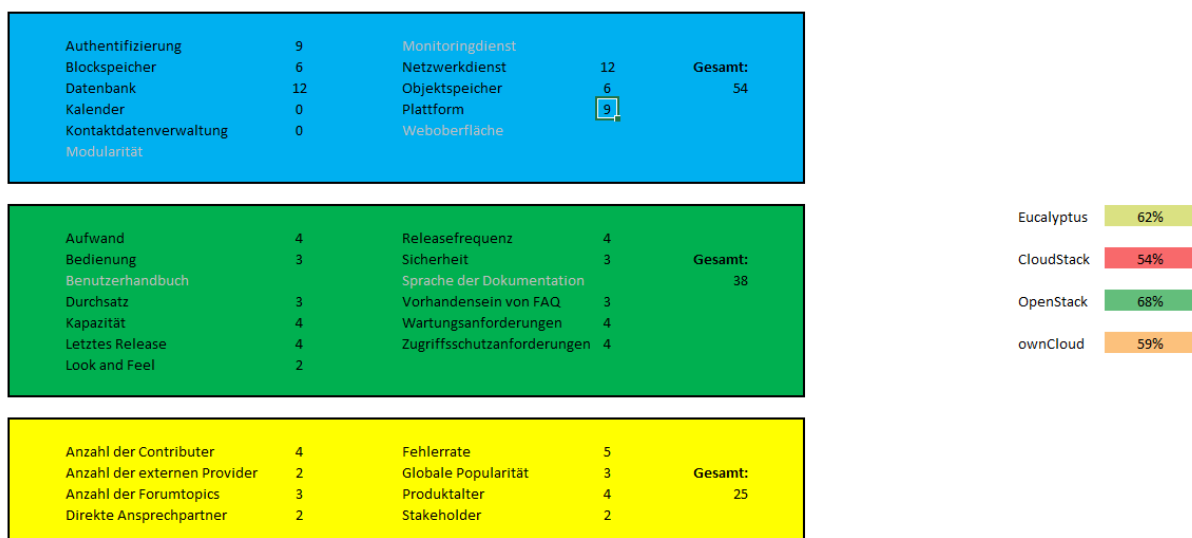 Authentifizierung 9 Monitoringdienst
Blockspeicher 6 Netzwerkdienst 12 Gesamt:
Datenbank 12 Objektspeicher 6 54
Kalender 0 Plattform 9
Kontaktdatenverwaltung 0 Weboberfläche
Modularität
Aufwand 4 Releasefrequenz 4
Bedienung 3 Sicherheit 3 Gesamt:
Benutzerhandbuch Sprache der Dokumentation 38
Durchsatz 3 Vorhandensein von FAQ 3
Kapazität 4 Wartungsanforderungen 4
Letztes Release 4 Zugriffsschutzanforderungen 4
Look and Feel 2
Eucalyptus 62%
CloudStack 54%
OpenStack 68%
ownCloud 59%
Anzahl der Contributer 4 Fehlerrate 5
Anzahl der externen Provider 2 Globale Popularität 3 Gesamt:
Anzahl der Forumtopics 3 Produktalter 4 25
Direkte Ansprechpartner 2 Stakeholder 2